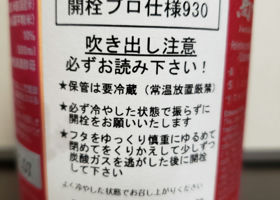 開栓プロ仕様930
吹き出し注意
必ずお読み下さい!
★保管は要冷蔵(常温放置厳禁)
★必ず冷やした状態で振らずに
開栓をお願いいたします
★フタをゆっくり慎重にゆるめて
閉めてをくりかえして少しずつ
炭酸ガスを逃がした後に開栓
して下さい
よく冷やした状態でお召し上がりください